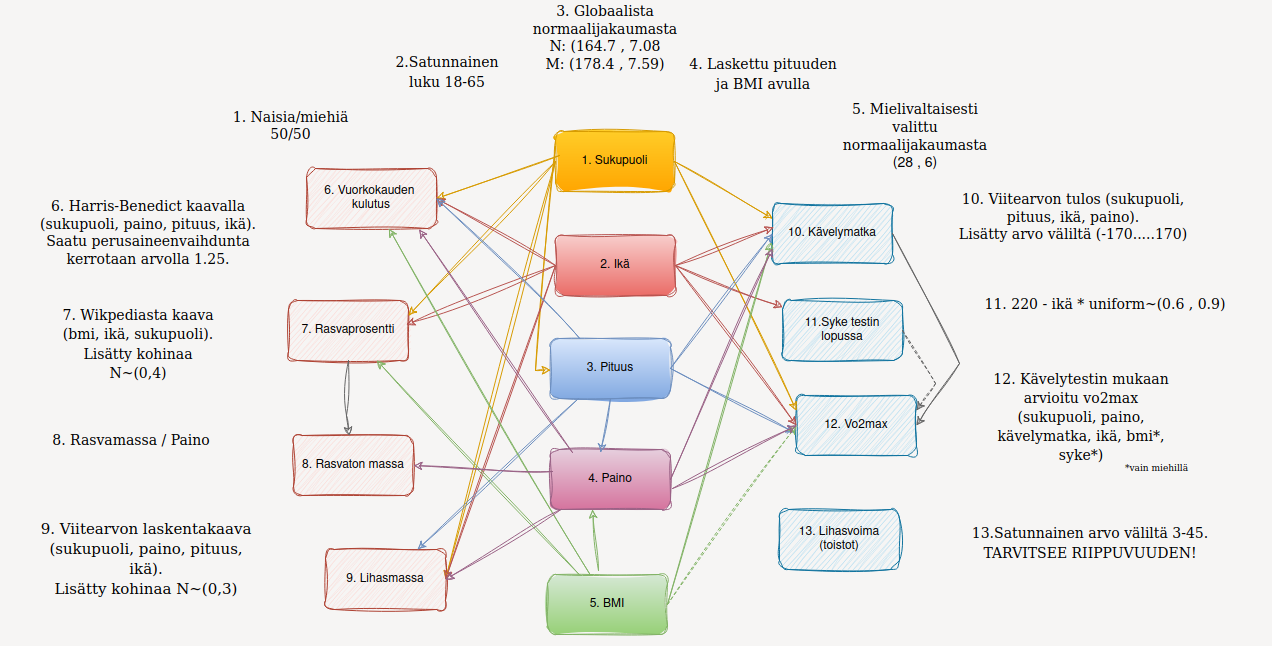 3. Globaalista
normaalijakaumasta
N: (164.7 , 7.08
M: (178.4 , 7.59)
2.Satunnainen
luku 18-65
4. Laskettu pituuden
ja BMI avulla
1. Naisia/miehiä
50/50
5. Mielivaltaisesti
valittu
normaalijakaumasta
(28 , 6)
1. Sukupuoli
2. Ikä
3. Pituus
4. Paino
5. BMI
6. Vuorkokauden
kulutus
7. Rasvaprosentti
8. Rasvaton massa
9. Lihasmassa
10. Kävelymatka
11.Syke testin
lopussa
12. Vo2max
13. Lihasvoima
(toistot)
6. Harris-Benedict kaavalla
(sukupuoli, paino, pituus, ikä).
Saatu perusaineenvaihdunta
kerrotaan arvolla 1.25.
7. Wikpediasta kaava
(bmi, ikä, sukupuoli).
Lisätty kohinaa
N~(0,4)
8. Rasvamassa / Paino
9. Viitearvon laskentakaava
(sukupuoli, paino, pituus,
ikä).
Lisätty kohinaa N~(0,3)
10. Viitearvon tulos (sukupuoli,
pituus, ikä, paino).
Lisätty arvo väliltä (-170.....170)
11. 220 - ikä * uniform~(0.6 , 0.9)
12. Kävelytestin mukaan
arvioitu vo2max
(sukupuoli, paino,
kävelymatka, ikä, bmi*,
syke*)
*vain miehillä
13.Satunnainen arvo väliltä 3-45.
TARVITSEE RIIPPUVUUDEN!